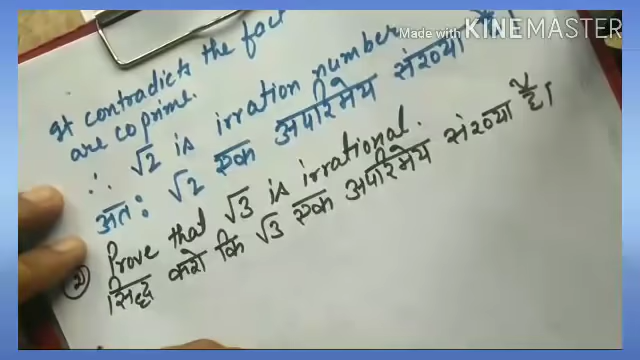 Made with KINEMASTER
It contradicts the fact
are coprime.
∴ √2 is irration number
अतः √2 एक अपरिमेय संख्या है।
② Prove that √3 is irrational.
सिद्ध करो कि √3 एक अपरिमेय संख्या है।